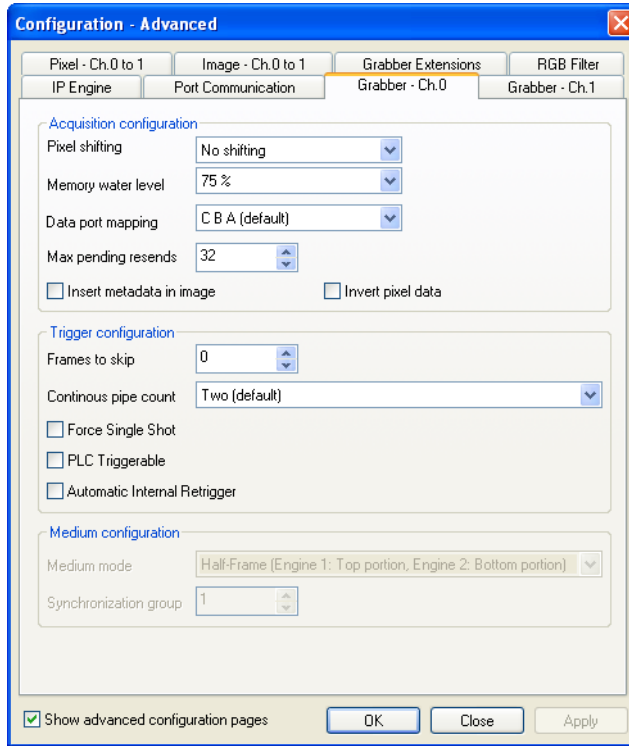 Configuration - Advanced
Pixel - Ch.0 to 1 Image - Ch.0 to 1 Grabber Extensions RGB Filter
IP Engine Port Communication Grabber - Ch.0 Grabber - Ch.1
Acquisition configuration
Pixel shifting No shifting
Memory water level 75 %
Data port mapping C B A (default)
Max pending resends 32
Insert metadata in image Invert pixel data
Trigger configuration
Frames to skip 0
Continous pipe count Two (default)
Force Single Shot
PLC Triggerable
Automatic Internal Retrigger
Medium configuration
Medium mode Half-Frame (Engine 1: Top portion, Engine 2: Bottom portion)
Synchronization group 1
Show advanced configuration pages OK Close Apply